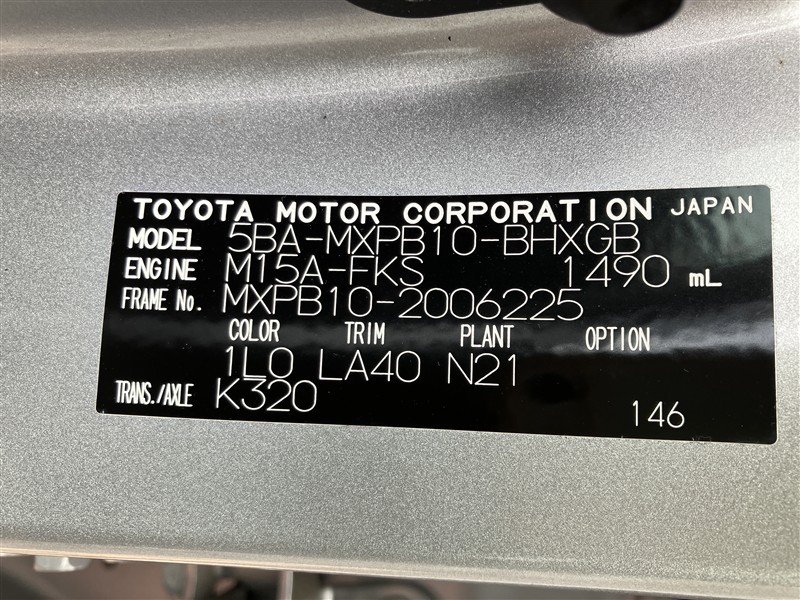 TOYOTA MOTOR CORPORATION JAPAN
MODEL 5BA-MXPB10-BHXGB
ENGINE M15A-FKS 1490 mL
FRAME No. MXPB10-2006225
COLOR TRIM PLANT OPTION
1L0 LA40 N21
TRANS./AXLE K320
146